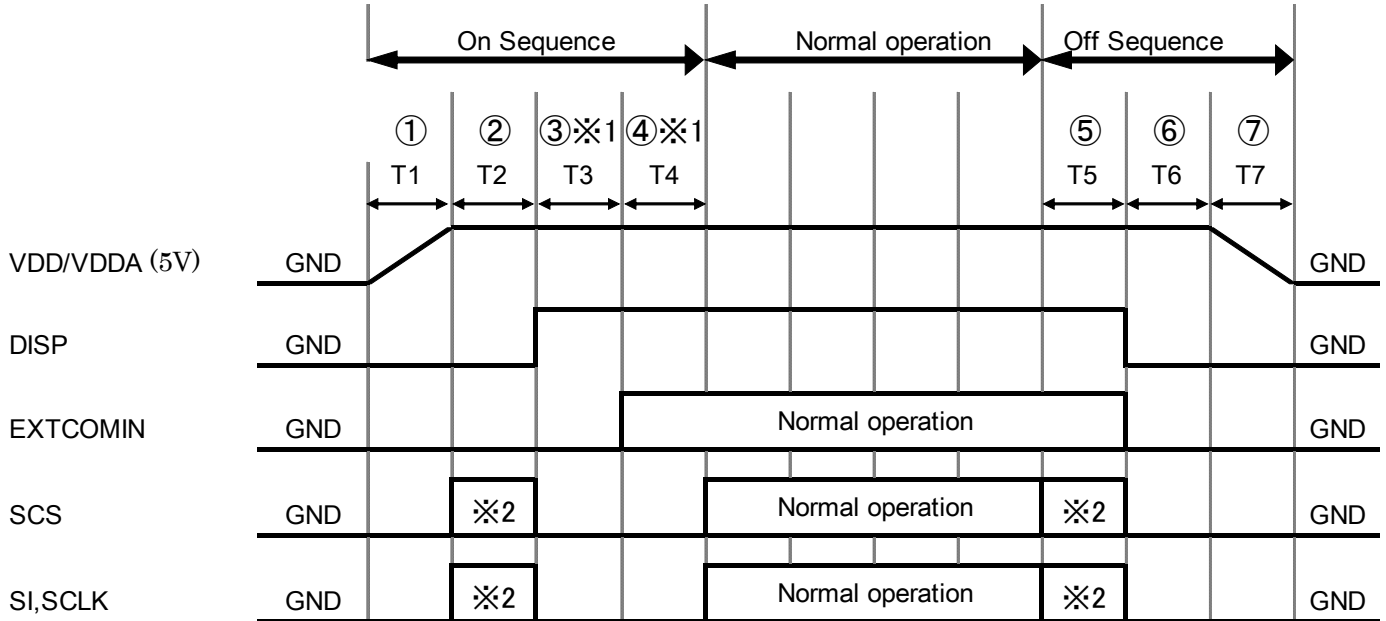 On Sequence Normal operation Off Sequence
① ② ③※1 ④※1 ⑤ ⑥ ⑦
T1 T2 T3 T4 T5 T6 T7
VDD/VDDA (5V) GND GND
DISP GND GND
EXTCOMIN GND Normal operation GND
SCS GND ※2 Normal operation ※2 GND
SI,SCLK GND ※2 Normal operation ※2 GND